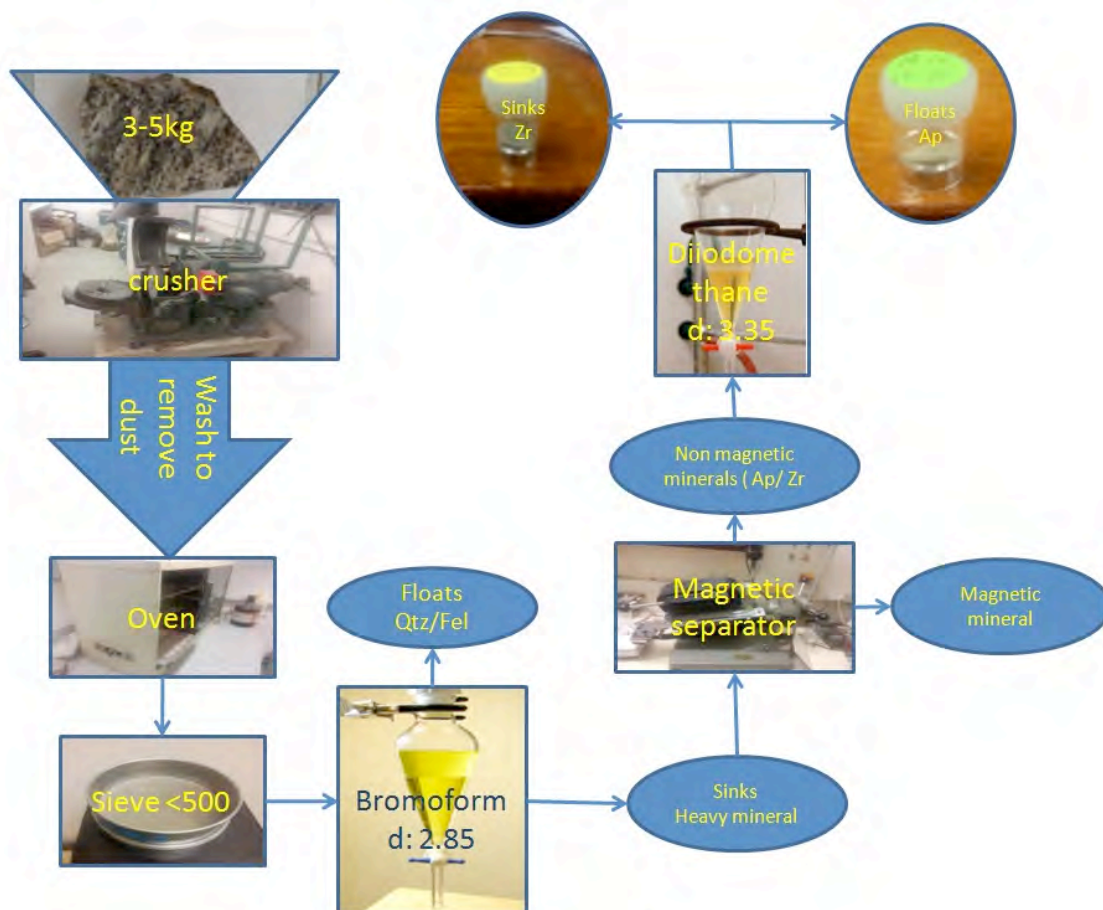 3-5kg
crusher
Wash to
remove
dust
Oven
Sieve <500
Floats
Qtz/Fel
Bromoform
d: 2.85
Sinks
Heavy mineral
Magnetic
separator
Magnetic
mineral
Non magnetic
minerals ( Ap/ Zr
Diiodome
thane
d: 3.35
Sinks
Zr
Floats
Ap